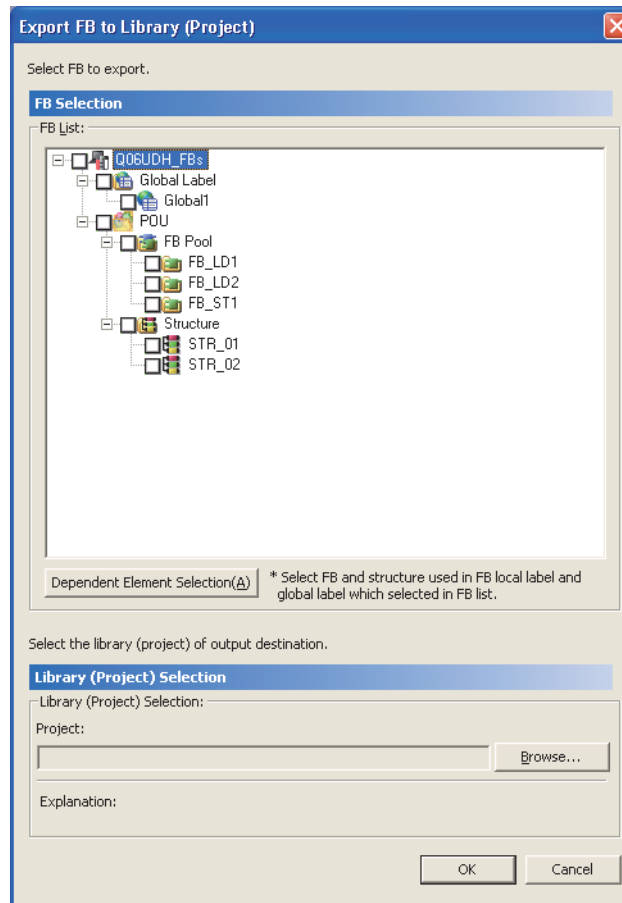 Export FB to Library (Project)
Select FB to export.
FB Selection
FB List:
Q06UDH_FBs
Global Label
Global1
POU
FB Pool
FB_LD1
FB_LD2
FB_ST1
Structure
STR_01
STR_02
Dependent Element Selection(A)
* Select FB and structure used in FB local label and
global label which selected in FB list.
Select the library (project) of output destination.
Library (Project) Selection
Library (Project) Selection:
Project:
Browse...
Explanation:
OK
Cancel